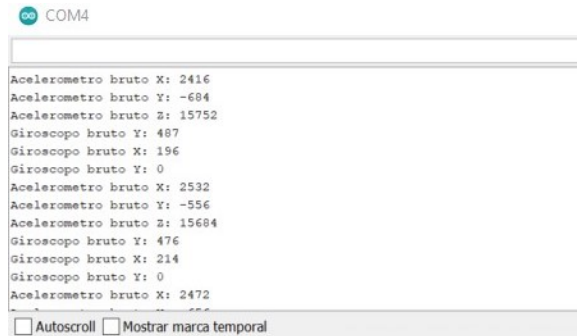 COM4
Acelerometro bruto X: 2416
Acelerometro bruto Y: -684
Acelerometro bruto Z: 15752
Giroscopo bruto Y: 487
Giroscopo bruto X: 196
Giroscopo bruto Y: 0
Acelerometro bruto X: 2532
Acelerometro bruto Y: -556
Acelerometro bruto Z: 15684
Giroscopo bruto Y: 476
Giroscopo bruto X: 214
Giroscopo bruto Y: 0
Acelerometro bruto X: 2472
Autoscroll Mostrar marca temporal